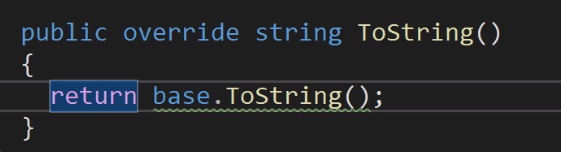 public override string ToString()
{
return base.ToString();
}